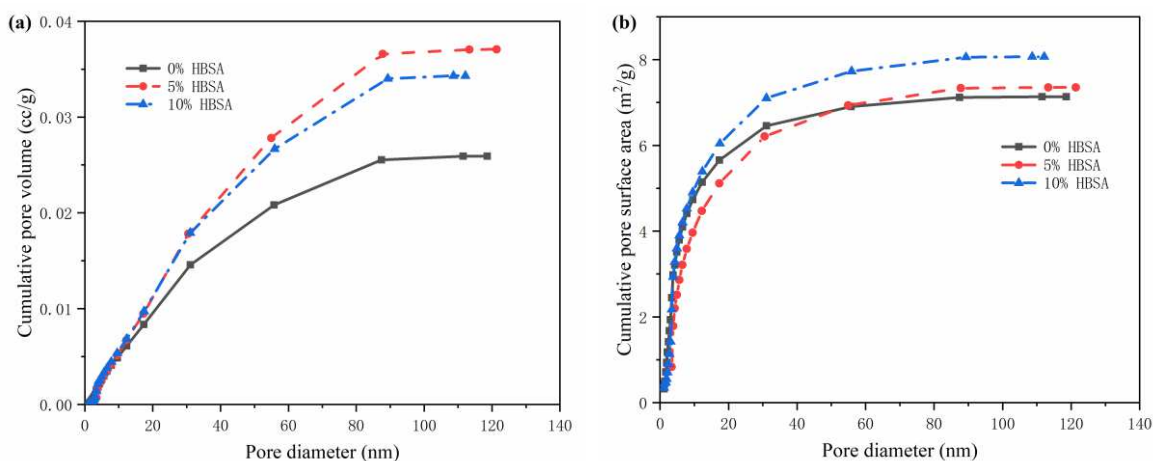 (a)
0.04
0.03
0.02
0.01
0.00
Cumulative pore volume (cc/g)
0% HBSA
5% HBSA
10% HBSA
0 20 40 60 80 100 120 140
Pore diameter (nm)
(b)
8
6
4
2
0
Cumulative pore surface area (m²/g)
0% HBSA
5% HBSA
10% HBSA
0 20 40 60 80 100 120 140
Pore diameter (nm)